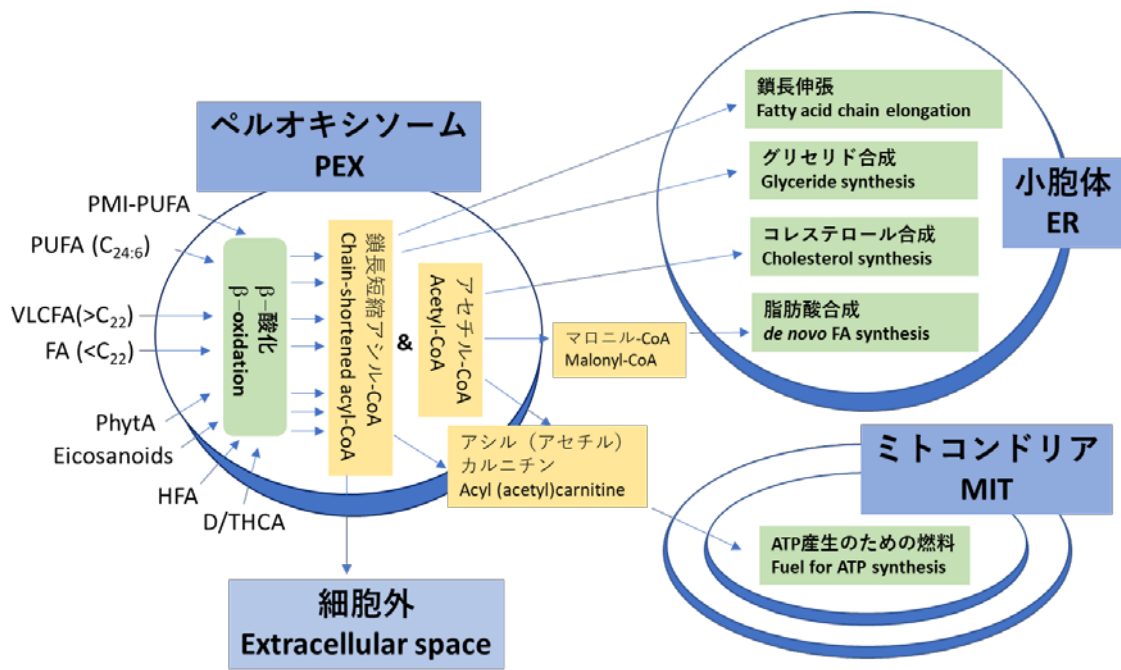 ペルオキシソーム
PEX
PMI-PUFA
PUFA (C24:6)
VLCFA(>C22)
FA (<C22)
PhytA
Eicosanoids
HFA
D/THCA
β－酸化
β-oxidation
鎖長短縮アシル-CoA
Chain-shortened acyl-CoA
&
アセチル-CoA
Acetyl-CoA
マロニル-CoA
Malonyl-CoA
アシル（アセチル）
カルニチン
Acyl (acetyl)carnitine
細胞外
Extracellular space
鎖長伸張
Fatty acid chain elongation
グリセリド合成
Glyceride synthesis
コレステロール合成
Cholesterol synthesis
脂肪酸合成
de novo FA synthesis
小胞体
ER
ミトコンドリア
MIT
ATP産生のための燃料
Fuel for ATP synthesis